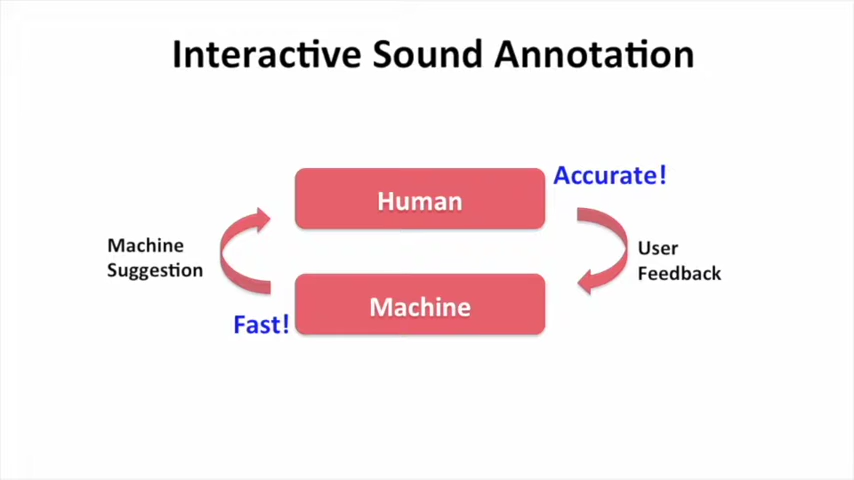 Interactive Sound Annotation
Accurate!
Human
Machine
Suggestion
User
Feedback
Machine
Fast!